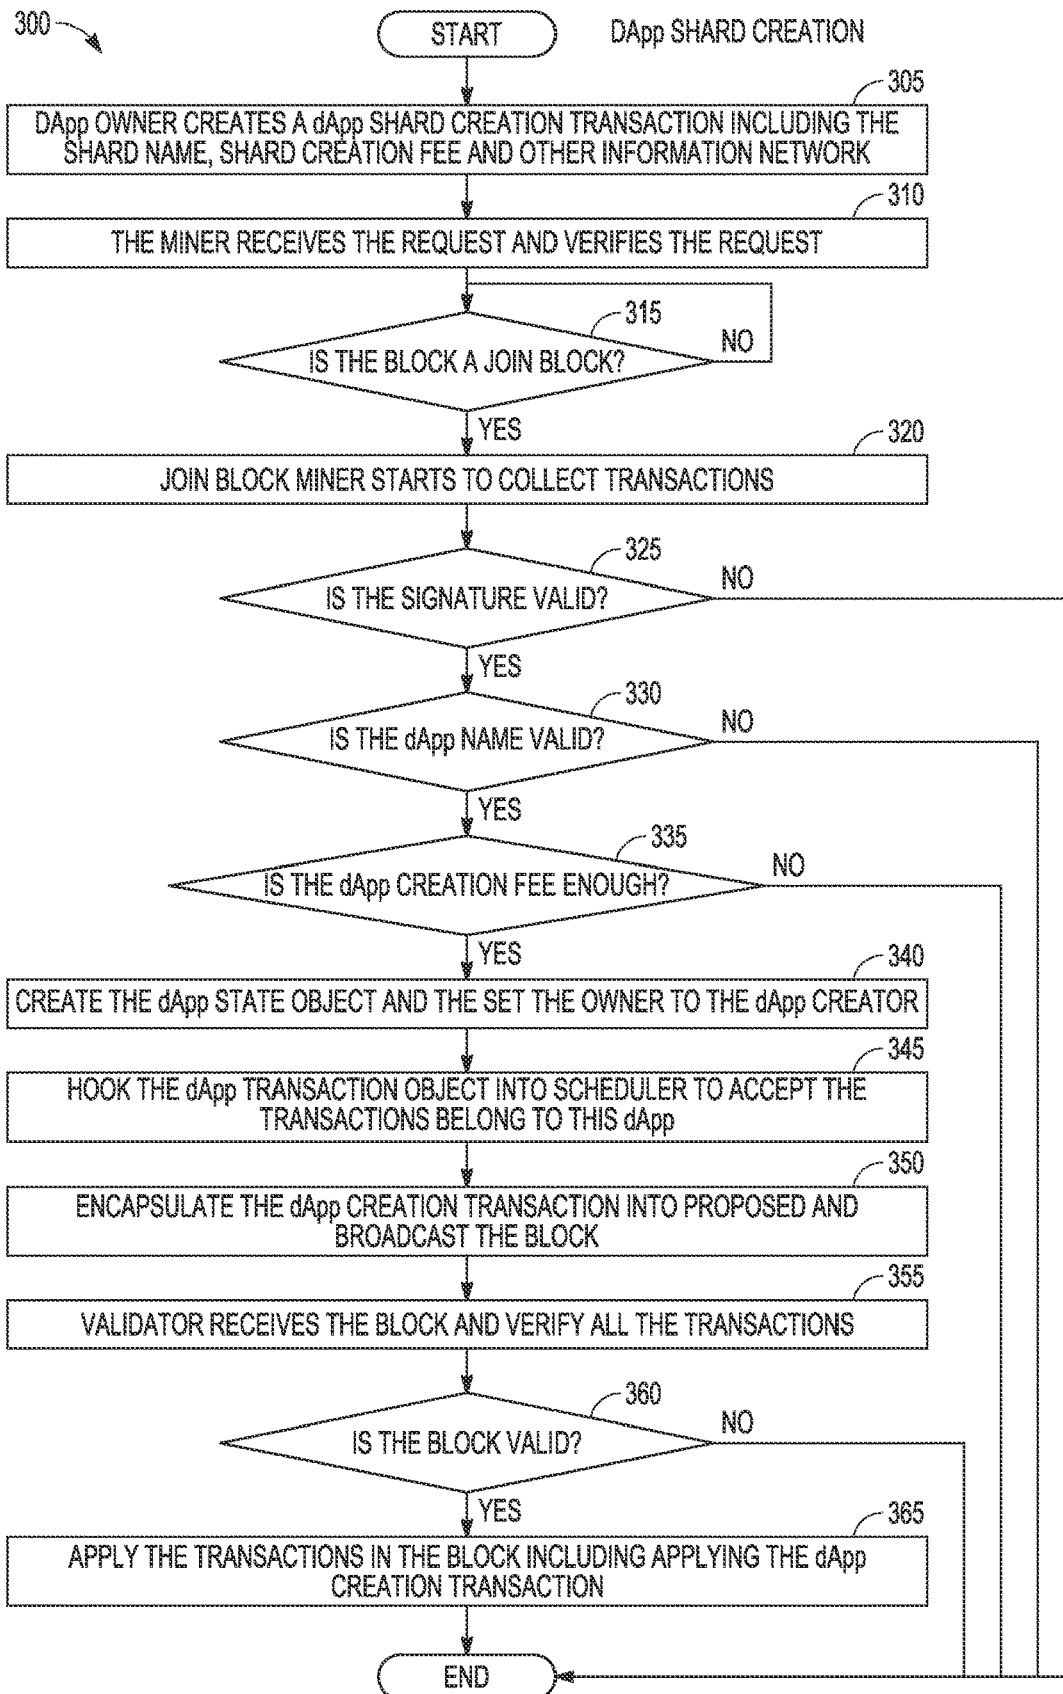 300
START
DApp SHARD CREATION
305
DApp OWNER CREATES A dApp SHARD CREATION TRANSACTION INCLUDING THE
SHARD NAME, SHARD CREATION FEE AND OTHER INFORMATION NETWORK
310
THE MINER RECEIVES THE REQUEST AND VERIFIES THE REQUEST
315
IS THE BLOCK A JOIN BLOCK?
NO
YES
320
JOIN BLOCK MINER STARTS TO COLLECT TRANSACTIONS
325
IS THE SIGNATURE VALID?
NO
YES
330
IS THE dApp NAME VALID?
NO
YES
335
IS THE dApp CREATION FEE ENOUGH?
NO
YES
340
CREATE THE dApp STATE OBJECT AND THE SET THE OWNER TO THE dApp CREATOR
345
HOOK THE dApp TRANSACTION OBJECT INTO SCHEDULER TO ACCEPT THE
TRANSACTIONS BELONG TO THIS dApp
350
ENCAPSULATE THE dApp CREATION TRANSACTION INTO PROPOSED AND
BROADCAST THE BLOCK
355
VALIDATOR RECEIVES THE BLOCK AND VERIFY ALL THE TRANSACTIONS
360
IS THE BLOCK VALID?
NO
YES
365
APPLY THE TRANSACTIONS IN THE BLOCK INCLUDING APPLYING THE dApp
CREATION TRANSACTION
END